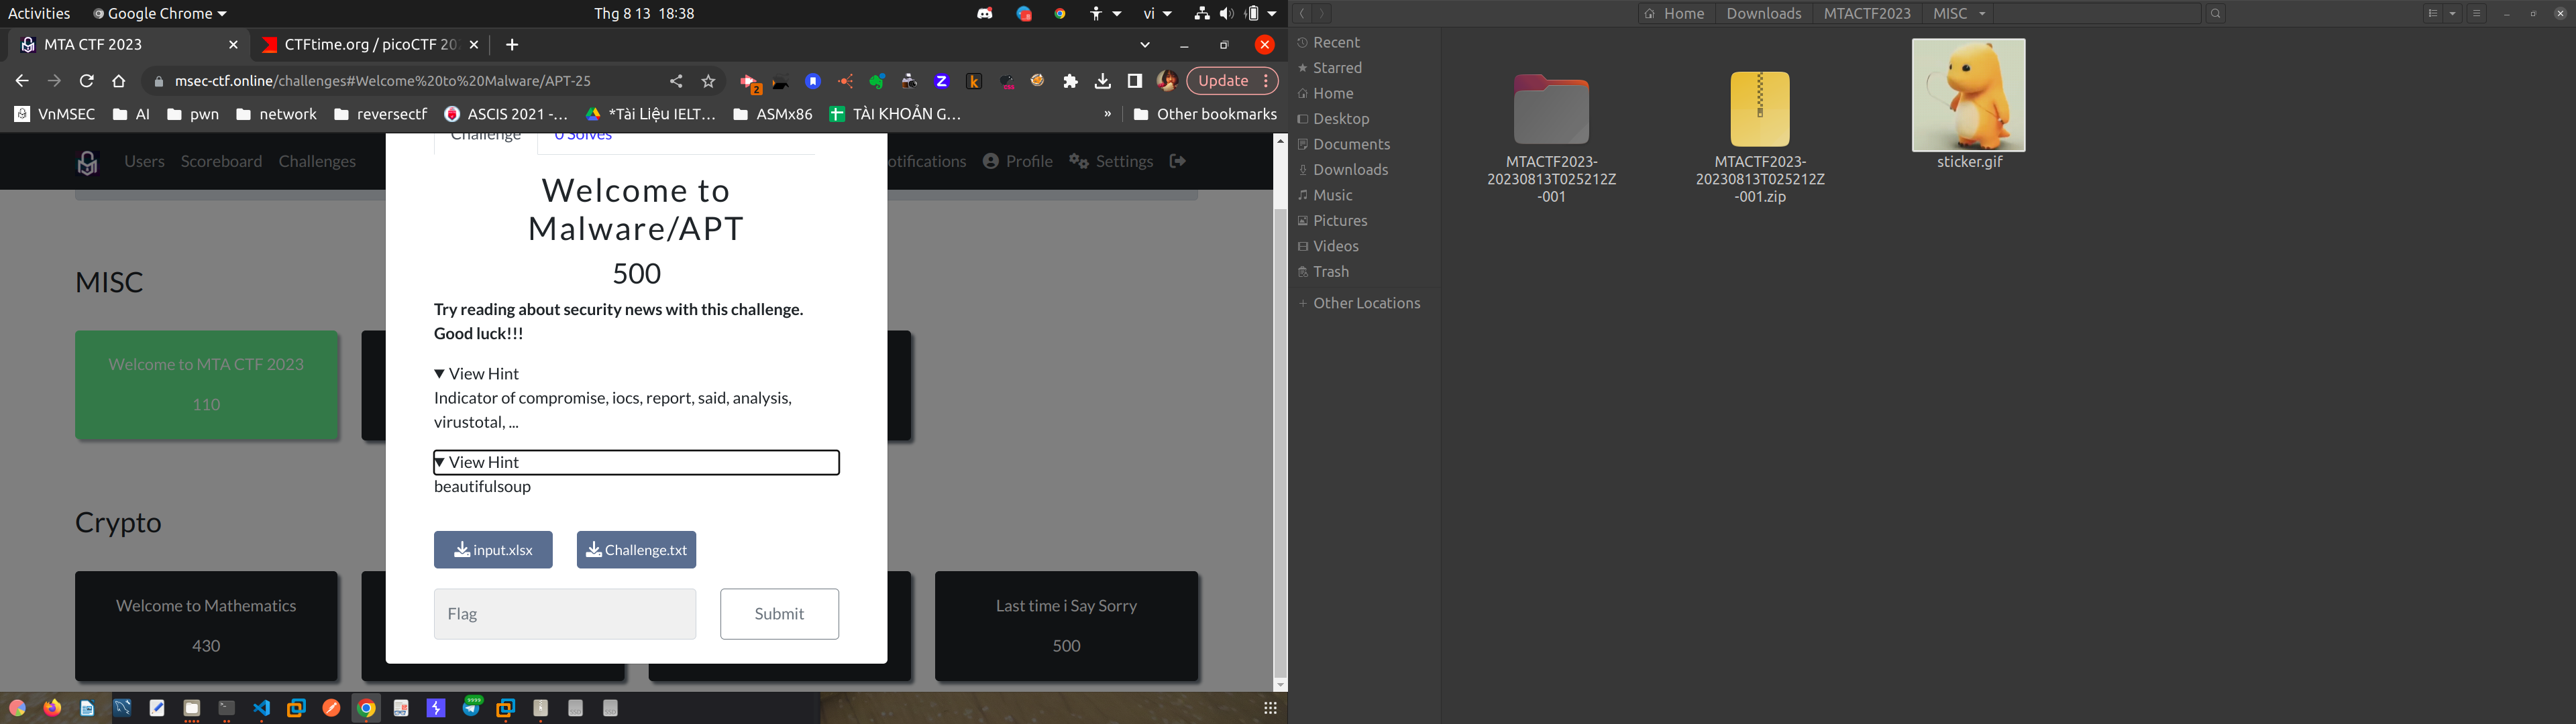 Activities
Google Chrome
Thg 8 13 18:38
vi
MTA CTF 2023
CTFtime.org / picoCTF 20
msec-ctf.online/challenges#Welcome%20to%20Malware/APT-25
2
Update
VnMSEC
AI
pwn
network
reversectf
ASCIS 2021 -...
*Tài Liệu IELT...
ASMx86
TÀI KHOẢN G...
»
Other bookmarks
Users
Scoreboard
Challenges
otifications
Profile
Settings
Challenge
0 Solves
Welcome to
Malware/APT
500
Try reading about security news with this challenge.
Good luck!!!
View Hint
Indicator of compromise, iocs, report, said, analysis,
virustotal, ...
View Hint
beautifulsoup
input.xlsx
Challenge.txt
Flag
Submit
MISC
Welcome to MTA CTF 2023
110
Crypto
Welcome to Mathematics
430
Last time i Say Sorry
500
Home
Downloads
MTACTF2023
MISC
Recent
Starred
Home
Desktop
Documents
Downloads
Music
Pictures
Videos
Trash
Other Locations
MTACTF2023-
20230813T025212Z
-001
MTACTF2023-
20230813T025212Z
-001.zip
sticker.gif